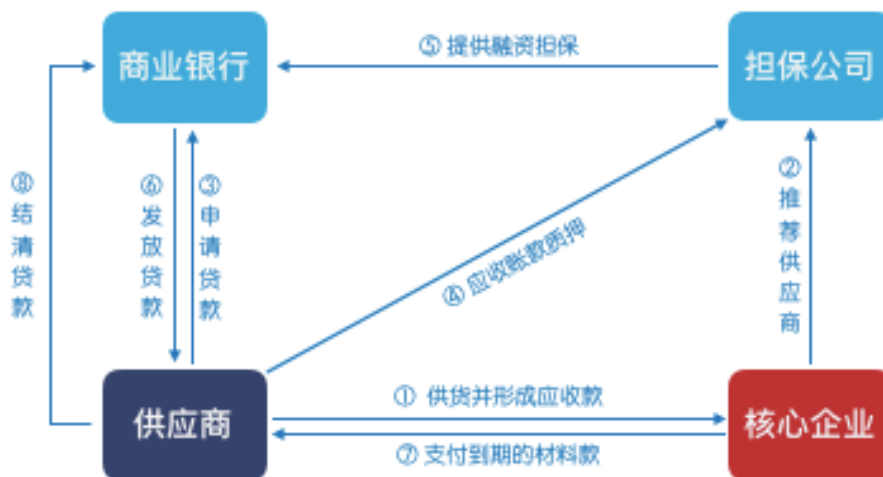 商业银行
⑤ 提供融资担保
担保公司
⑧结清贷款
⑥发放贷款
③申请贷款
④ 应收账款质押
②推荐供应商
供应商
① 供货并形成应收款
⑦ 支付到期的材料款
核心企业